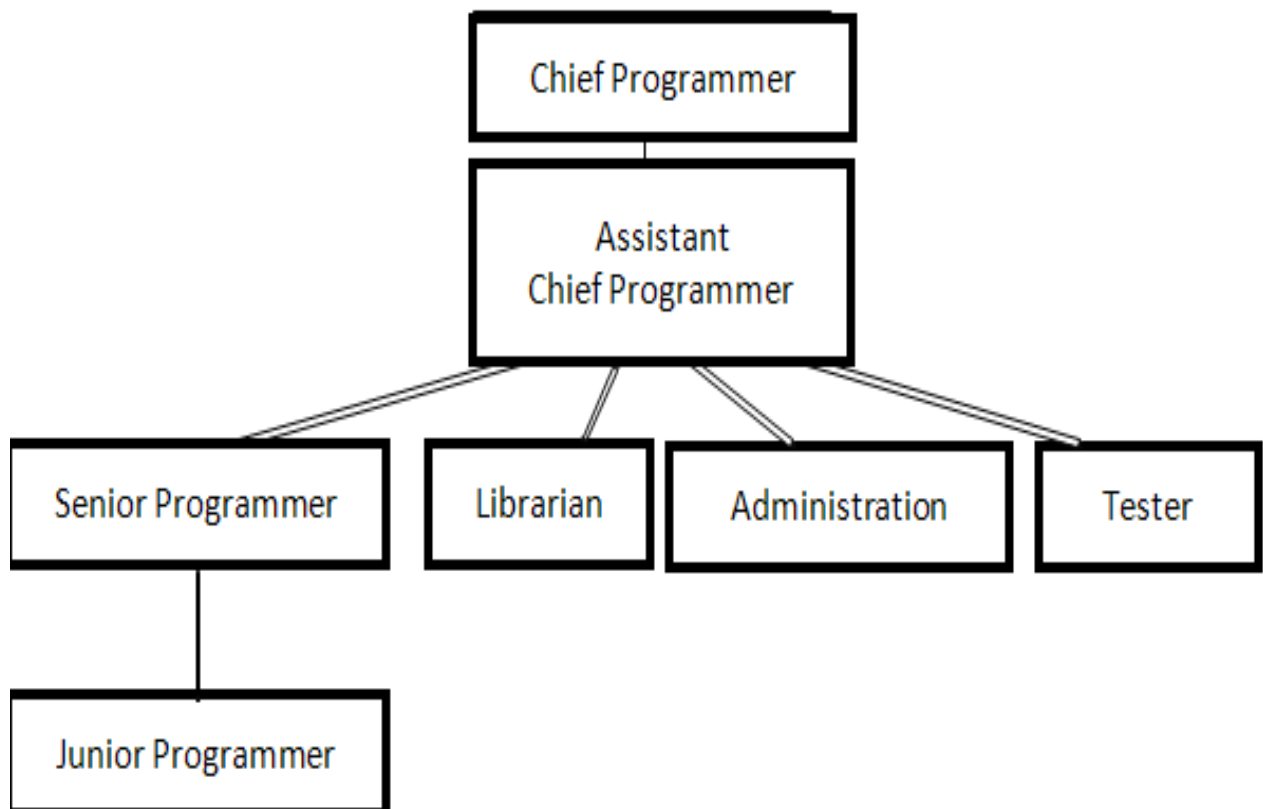 Chief Programmer
Assistant
Chief Programmer
Senior Programmer
Librarian
Administration
Tester
Junior Programmer